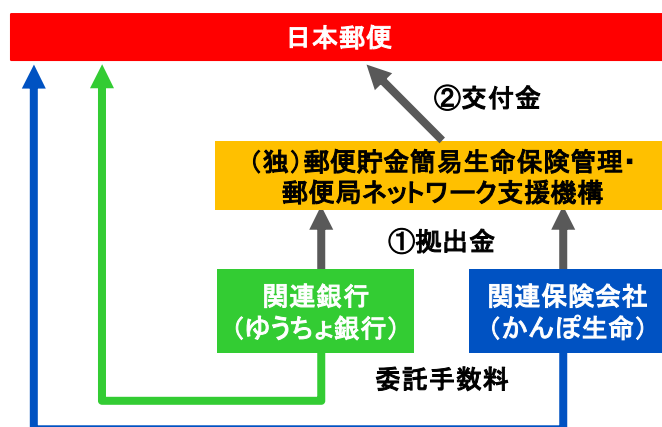 日本郵便
②交付金
（独）郵便貯金簡易生命保険管理・
郵便局ネットワーク支援機構
①拠出金
関連銀行
（ゆうちょ銀行）
関連保険会社
（かんぽ生命）
委託手数料